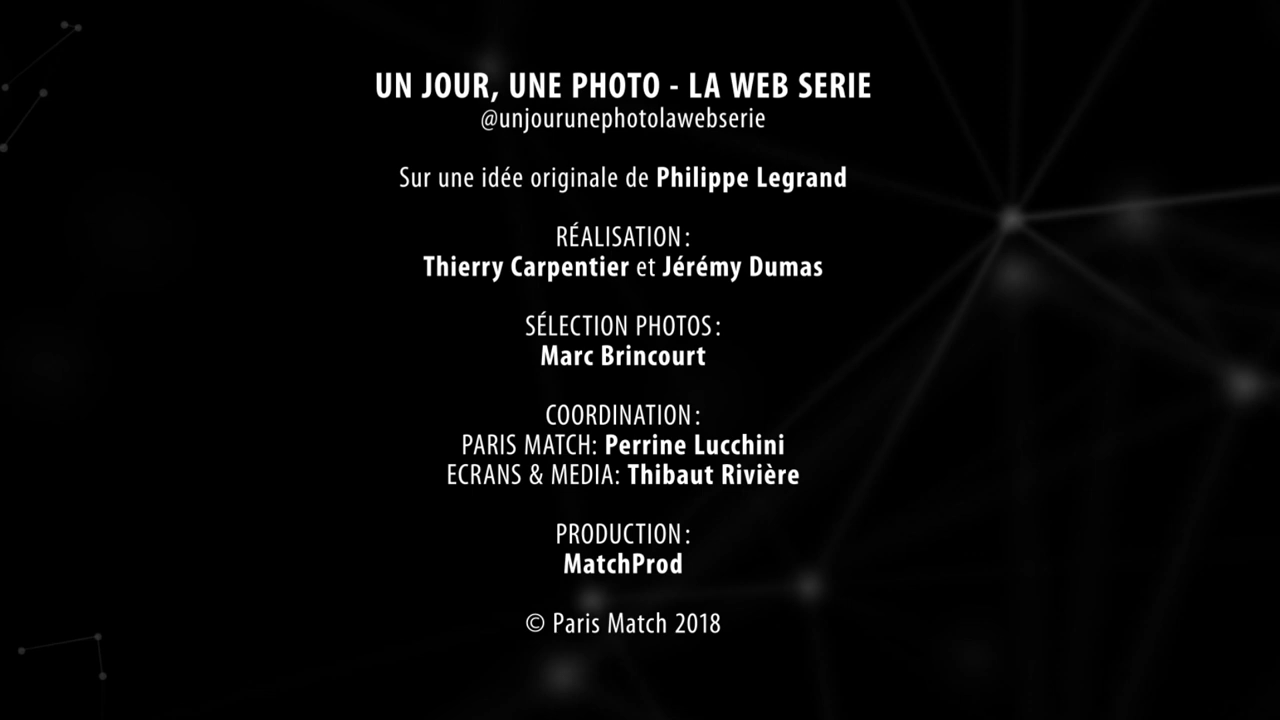 UN JOUR, UNE PHOTO - LA WEB SERIE
@unjourunephotolawebserie
Sur une idée originale de Philippe Legrand
RÉALISATION :
Thierry Carpentier et Jérémy Dumas
SÉLECTION PHOTOS :
Marc Brincourt
COORDINATION :
PARIS MATCH: Perrine Lucchini
ECRANS & MEDIA: Thibaut Rivière
PRODUCTION :
MatchProd
© Paris Match 2018